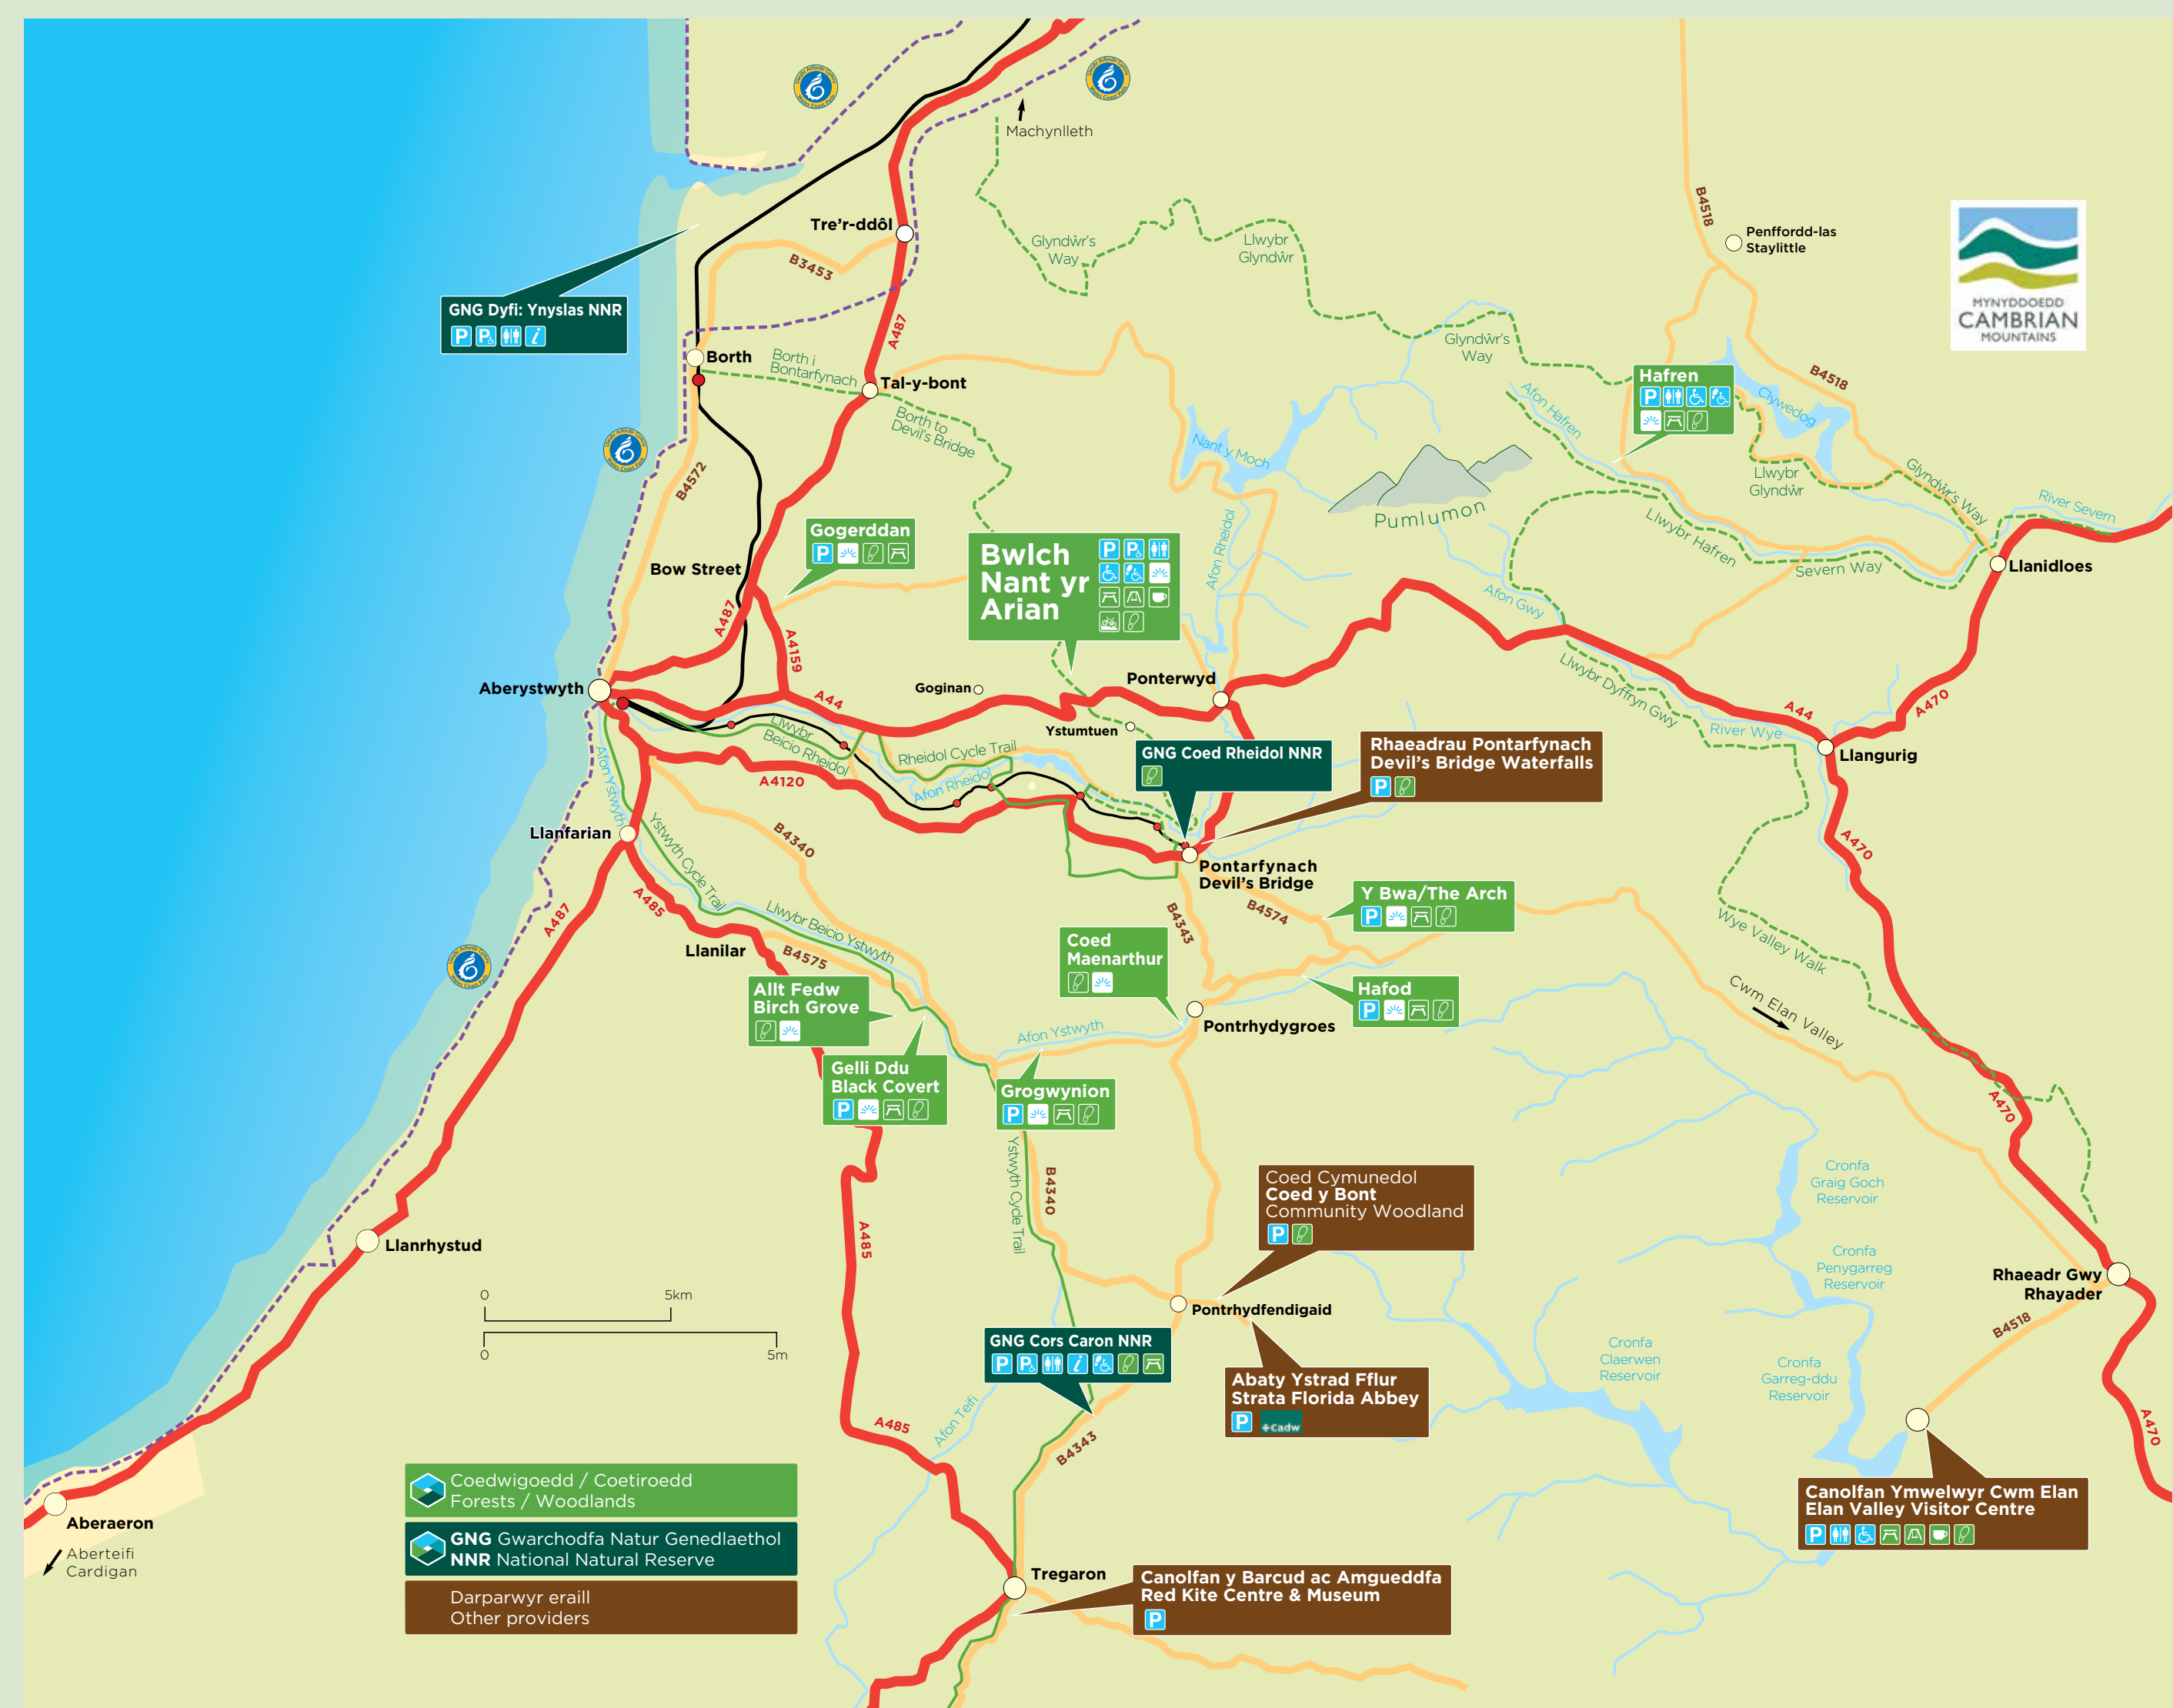 Machynlleth
Tre'r-ddôl
B3453
Glyndŵr's
Way
Llwybr
Glyndŵr
B4518
Penffordd-las
Staylittle
MYNYDDOEDD
CAMBRIAN
MOUNTAINS
GNG Dyfi: Ynyslas NNR
P P i
A487
Borth
Borth i
Bontarfynach
Tal-y-bont
Borth to
Devil's Bridge
Glyndŵr's
Way
Hafren
P
B4518
Clywedog
Afon Hafren
Nant y Moch
B4572
Pumlumon
Llwybr
Glyndŵr
Glyndŵr's Way
River Severn
Gogerddan
P
Bow Street
Bwlch
Nant yr
Arian
P P
Afon Rheidol
Llwybr Hafren
Severn Way
Llanidloes
Afon Gwy
A487
A4159
Aberystwyth
A44
Goginan
Ponterwyd
Ystumtuen
Llwybr Dyffryn Gwy
River Wye
A44
A470
Llangurig
Llwybr
Beicio Rheidol
Rheidol Cycle Trail
Afon Rheidol
A4120
GNG Coed Rheidol NNR
Rhaeadrau Pontarfynach
Devil's Bridge Waterfalls
P
Afon Ystwyth
Llanfarian
B4340
Ystwyth Cycle Trail
Pontarfynach
Devil's Bridge
A470
A487
A485
Llwybr Beicio Ystwyth
B4343
B4574
Y Bwa/The Arch
P
Wye Valley Walk
Llanilar
B4575
Coed
Maenarthur
Allt Fedw
Birch Grove
Hafod
P
Cwm Elan Valley
Afon Ystwyth
Pontrhydygroes
Gelli Ddu
Black Covert
P
Grogwynion
P
A470
Ystwyth Cycle Trail
B4340
Coed Cymunedol
Coed y Bont
Community Woodland
P
Cronfa
Graig Goch
Reservoir
A485
Llanrhystud
Cronfa
Penygarreg
Reservoir
Rhaeadr Gwy
Rhayader
0 5km
0 5m
Pontrhydfendigaid
B4518
GNG Cors Caron NNR
P P i
Cronfa
Claerwen
Reservoir
Cronfa
Garreg-ddu
Reservoir
Abaty Ystrad Fflur
Strata Florida Abbey
P Cadw
Afon Teifi
A485
B4343
A470
Coedwigoedd / Coetiroedd
Forests / Woodlands
GNG Gwarchodfa Natur Genedlaethol
NNR National Natural Reserve
Darparwyr eraill
Other providers
Canolfan Ymwelwyr Cwm Elan
Elan Valley Visitor Centre
P
Aberaeron
Aberteifi
Cardigan
Tregaron
Canolfan y Barcud ac Amgueddfa
Red Kite Centre & Museum
P